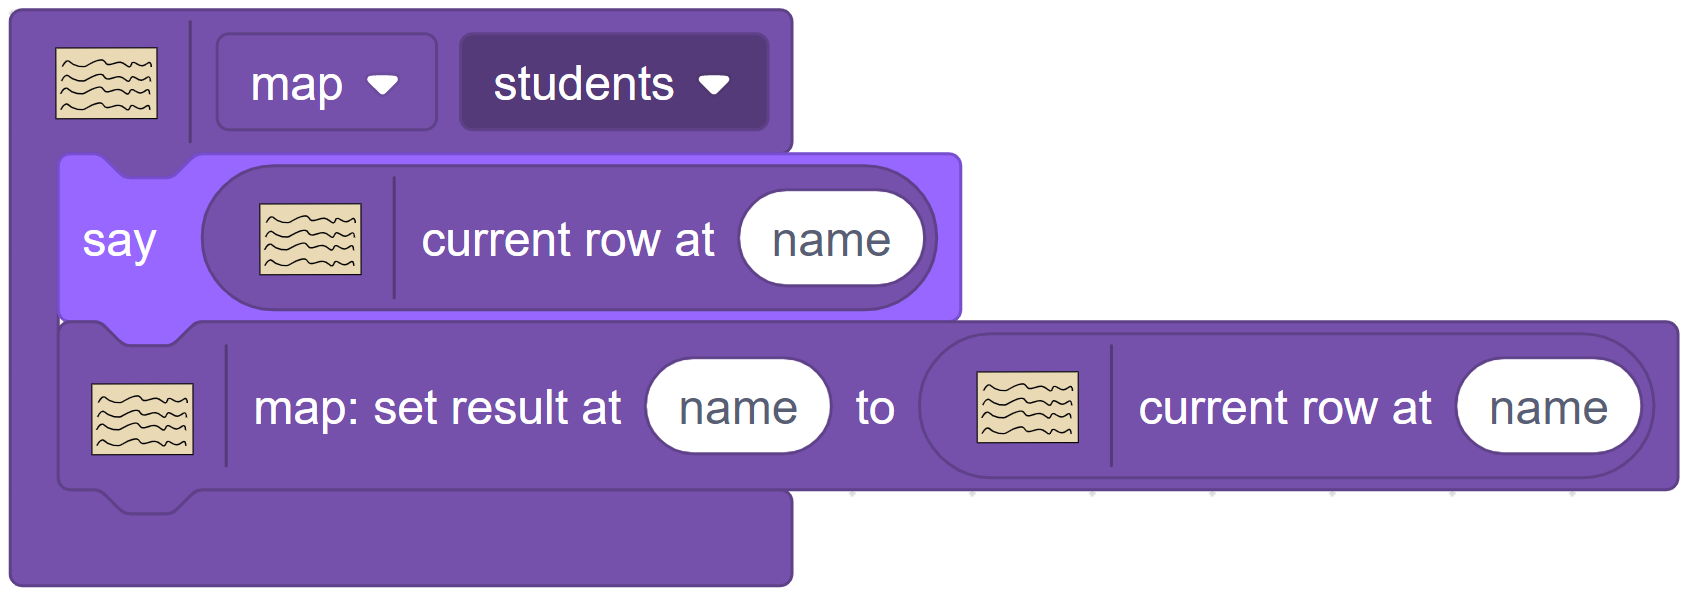 map students
say current row at name
map: set result at name to current row at name